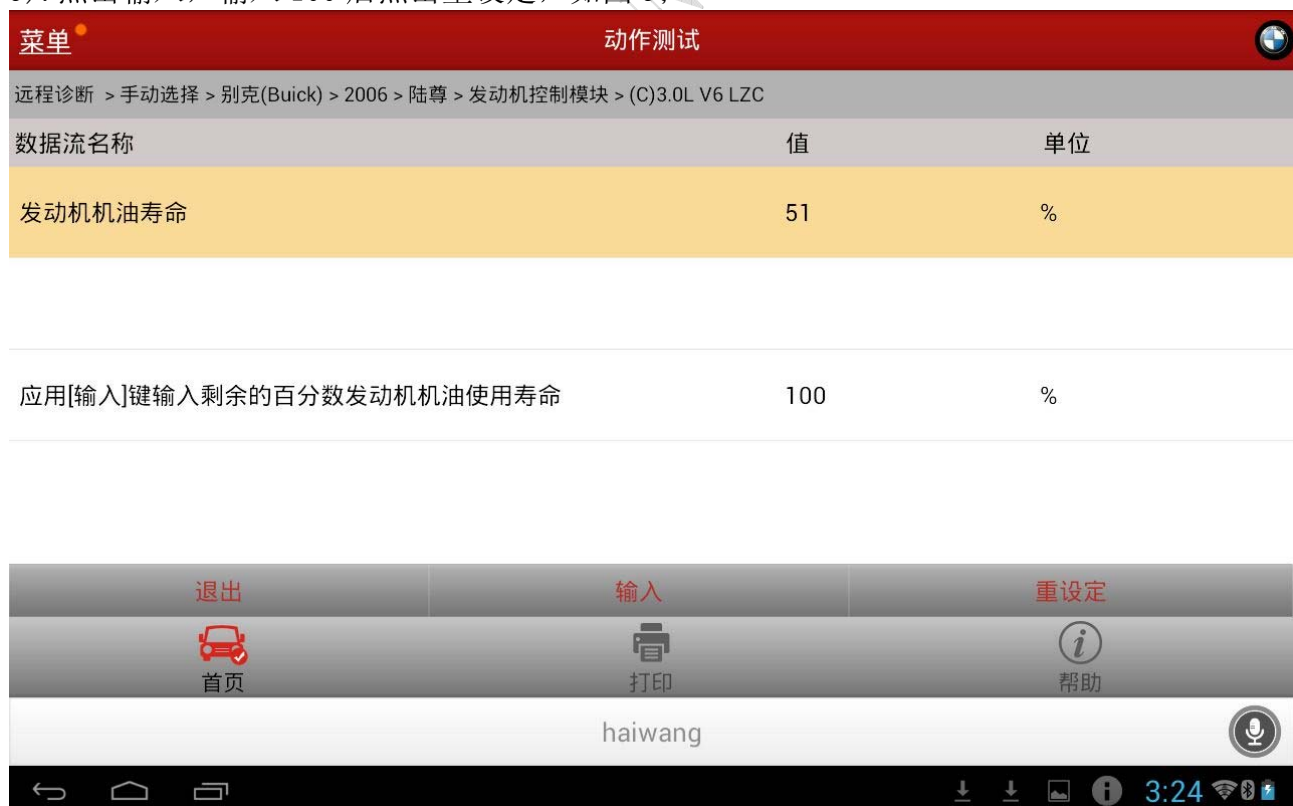 菜单
动作测试
远程诊断 > 手动选择 > 别克(Buick) > 2006 > 陆尊 > 发动机控制模块 > (C)3.0L V6 LZC
数据流名称 值 单位
发动机机油寿命 51 %
应用[输入]键输入剩余的百分数发动机机油使用寿命 100 %
退出 输入 重设定
首页 打印 帮助
haiwang
3:24